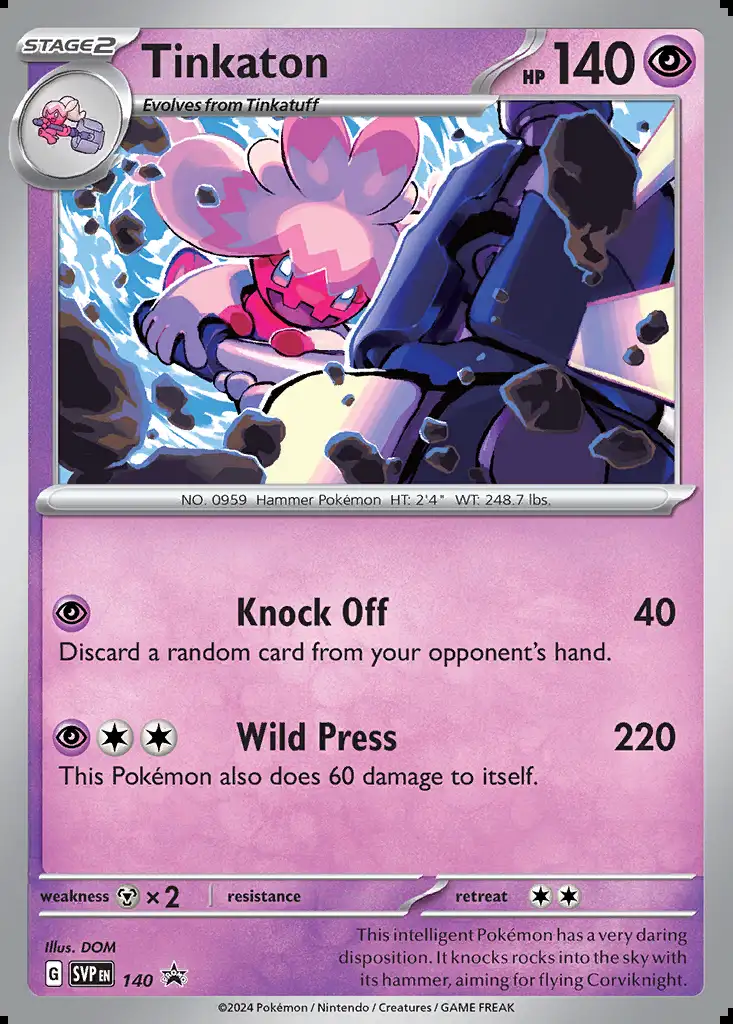 STAGE2
Tinkaton
HP 140
Evolves from Tinkatuff
NO. 0959 Hammer Pokémon HT: 2'4" WT: 248.7 lbs.
Knock Off 40
Discard a random card from your opponent's hand.
Wild Press 220
This Pokémon also does 60 damage to itself.
weakness ×2 resistance retreat
Illus. DOM
This intelligent Pokémon has a very daring
disposition. It knocks rocks into the sky with
its hammer, aiming for flying Corviknight.
G SVP EN 140 PROMO
©2024 Pokémon / Nintendo / Creatures / GAME FREAK